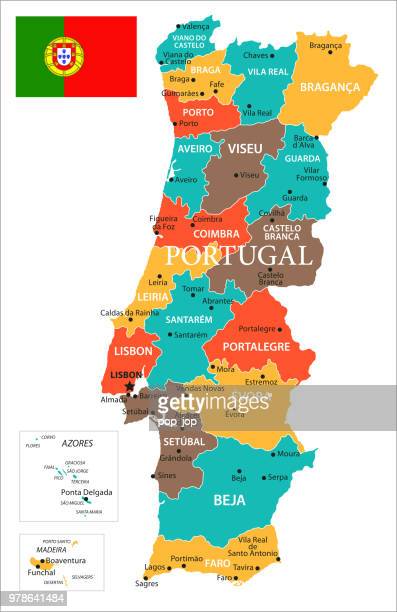 Valença
VIANO DO
CASTELO
Viana do
Castelo
Chaves
Bragança
BRAGA
VILA REAL
Braga
Fafe
Guimarães
BRAGANÇA
PORTO
Porto
Vila Real
AVEIRO
VISEU
Barca
d'Alva
GUARDA
Viseu
Vilar
Formoso
Aveiro
Guarda
Figueira
da Foz
Coimbra
Covilhã
COIMBRA
CASTELO
BRANCA
PORTUGAL
Leiria
Castelo
Branca
LEIRIA
Tomar
Abrantes
Caldas da Rainha
SANTARÉM
Santarém
Portalegre
LISBON
PORTALEGRE
LISBON
Mora
Estremoz
Almada
Vendas Novas
ÉVORA
Setúbal
Évora
gettyimages
pop_jop
SETÚBAL
Moura
Grândola
Beja
Serpa
Sines
BEJA
AZORES
CORVO
FLORES
GRACIOSA
FAIAL
SÃO JORGE
PICO
TERCEIRA
Ponta Delgada
SÃO MIGUEL
SANTA MARIA
PORTO SANTO
MADEIRA
Boaventura
Funchal
DESERTAS
SELVAGERS
Vila Real de
Santo Antonio
Portimão
FARO
Lagos
Tavira
Faro
Sagres
978641484